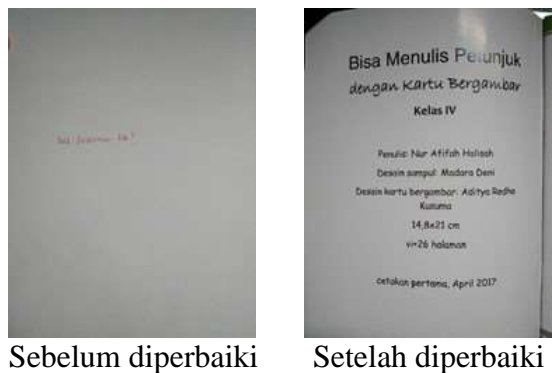 Bisa Menulis Petunjuk
dengan Kartu Bergambar
Kelas IV
Penulis: Nur Afifah Halisah
Desain sampul: Madara Deni
Desain kartu bergambar: Aditya Redha
Kusuma
14,8x21 cm
vi+26 halaman
cetakan pertama, April 2017
Sebelum diperbaiki
Setelah diperbaiki